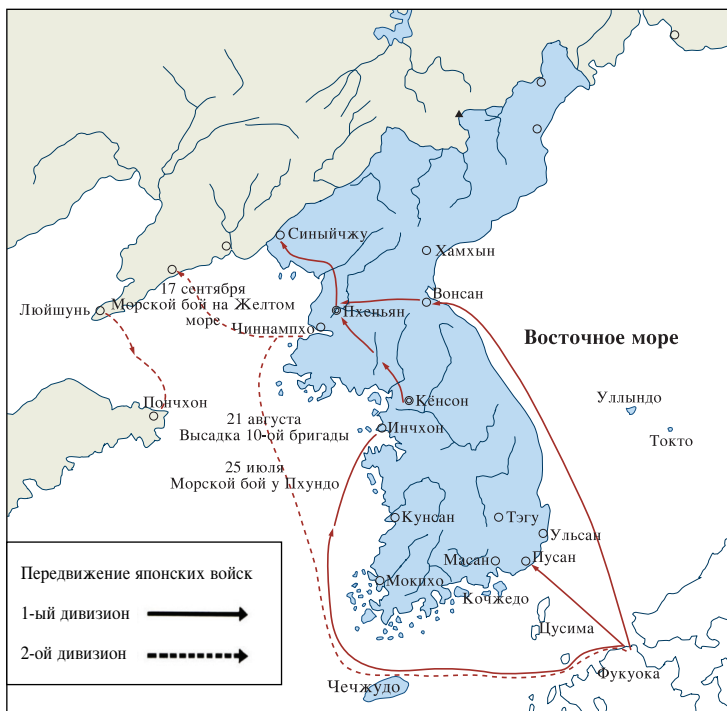 Синыйчжу
Хамхын
17 сентября
Морской бой на Желтом
море
Люйшунь
Вонсан
Пхеньян
Чиннампхо
Восточное море
Пончхон
Кёнсон
Уллындо
21 августа
Высадка 10-ой бригады
Инчхон
Токто
25 июля
Морской бой у Пхундо
Кунсан
Тэгу
Ульсан
Масан
Пусан
Мокпхо
Кочжедо
Цусима
Фукуока
Чечжудо
Передвижение японских войск
1-ый дивизион
2-ой дивизион